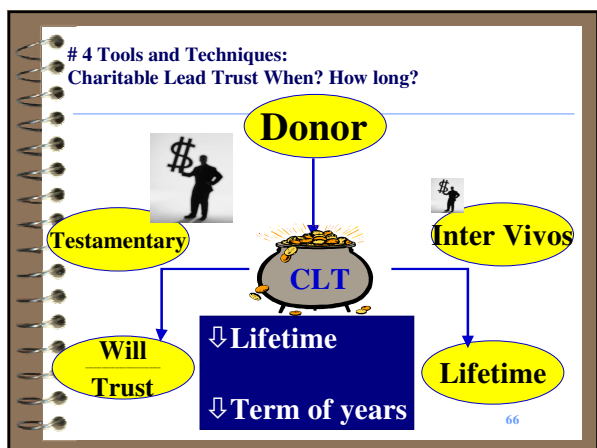 # 4 Tools and Techniques:
Charitable Lead Trust When? How long?
Donor
$
$
Testamentary
Inter Vivos
CLT
⇩Lifetime
⇩Term of years
Will
Trust
Lifetime
66